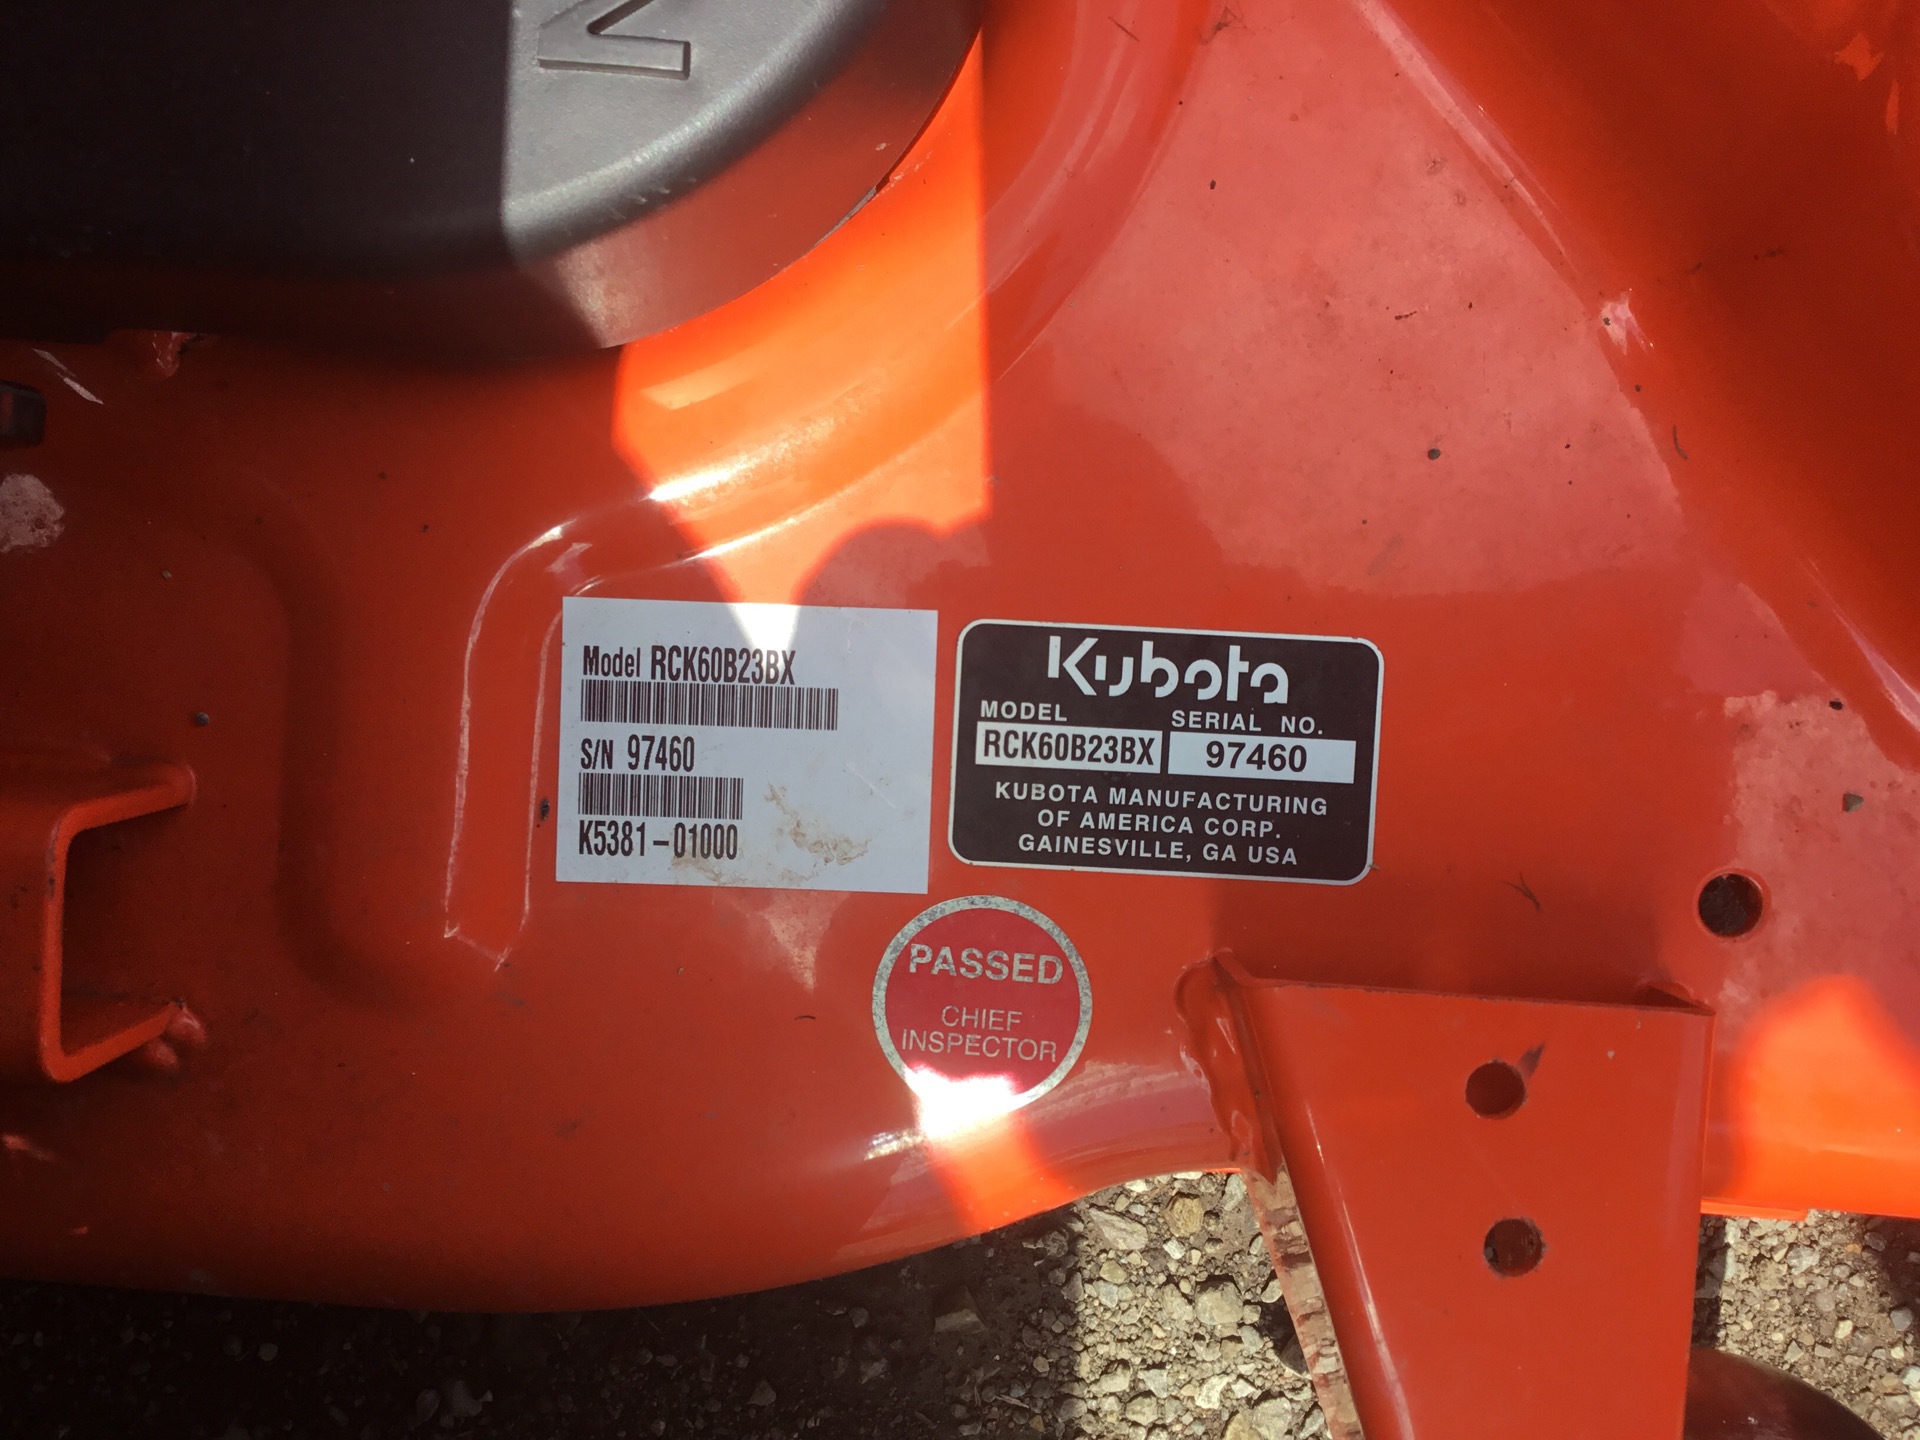 Model RCK60B23BX
S/N 97460
K5381-01000
Kubota
MODEL SERIAL NO.
RCK60B23BX 97460
KUBOTA MANUFACTURING
OF AMERICA CORP.
GAINESVILLE, GA USA
PASSED
CHIEF
INSPECTOR